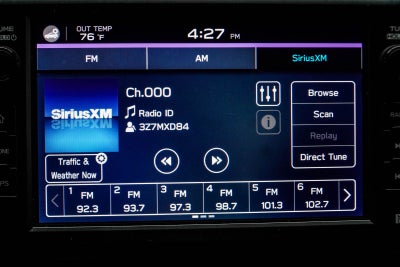 OUT TEMP
76 °F
4:27 PM
FM
AM
SiriusXM
Ch.000
Radio ID
3Z7MXD84
SiriusXM
Browse
Scan
Replay
Direct Tune
Traffic &
Weather Now
1 FM 92.3
2 FM 93.7
3 FM 97.3
4 FM 98.7
5 FM 101.3
6 FM 102.7